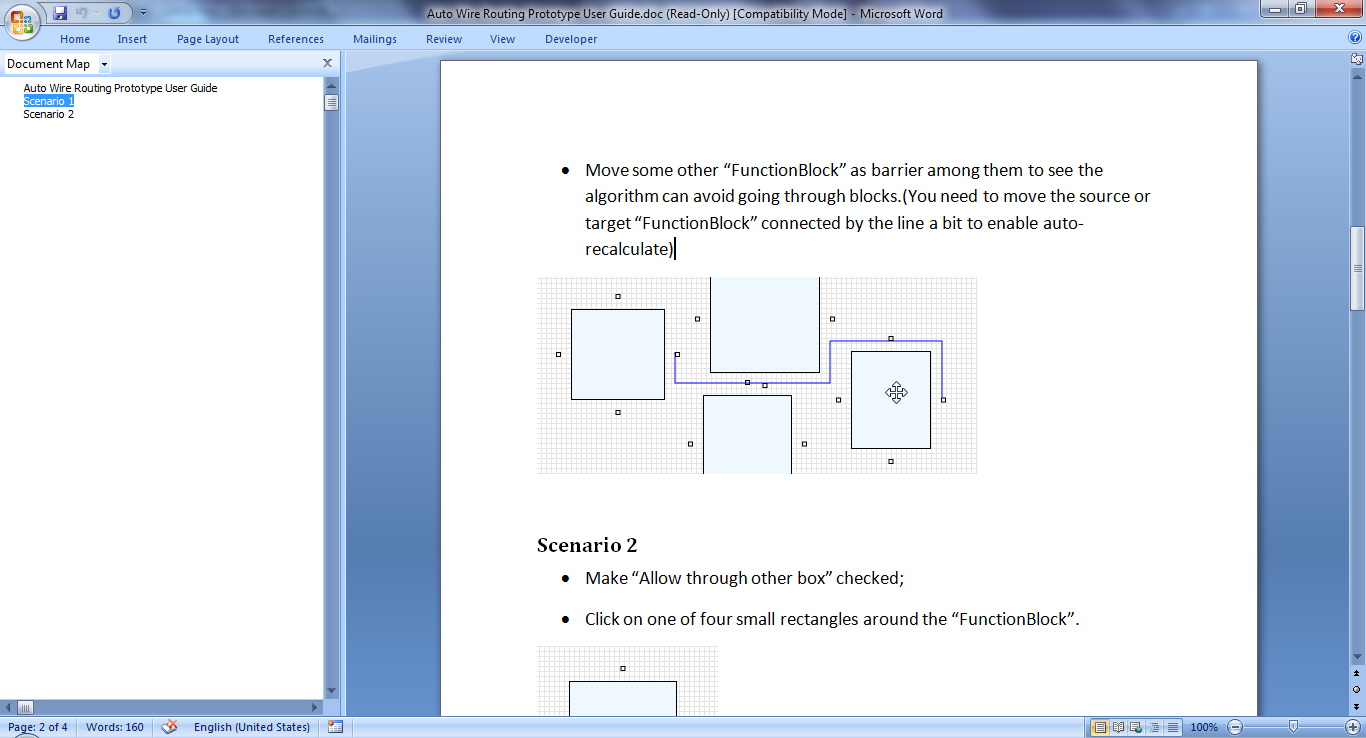 Auto Wire Routing Prototype User Guide.doc (Read-Only) [Compatibility Mode] - Microsoft Word
Home Insert Page Layout References Mailings Review View Developer
Document Map
Auto Wire Routing Prototype User Guide
Scenario 1
Scenario 2
• Move some other “FunctionBlock” as barrier among them to see the
algorithm can avoid going through blocks.(You need to move the source or
target “FunctionBlock” connected by the line a bit to enable auto-
recalculate)
Scenario 2
• Make “Allow through other box” checked;
• Click on one of four small rectangles around the “FunctionBlock”.
Page: 2 of 4 Words: 160 English (United States) 100%